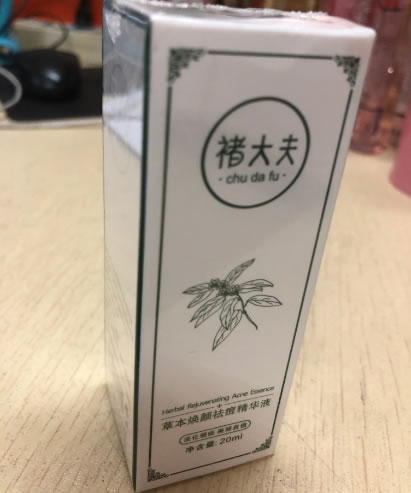 褚大夫
· chu da fu ·
Herbal Rejuvenating Acne Essence
草本焕颜祛痘精华液
净含量: 20ml